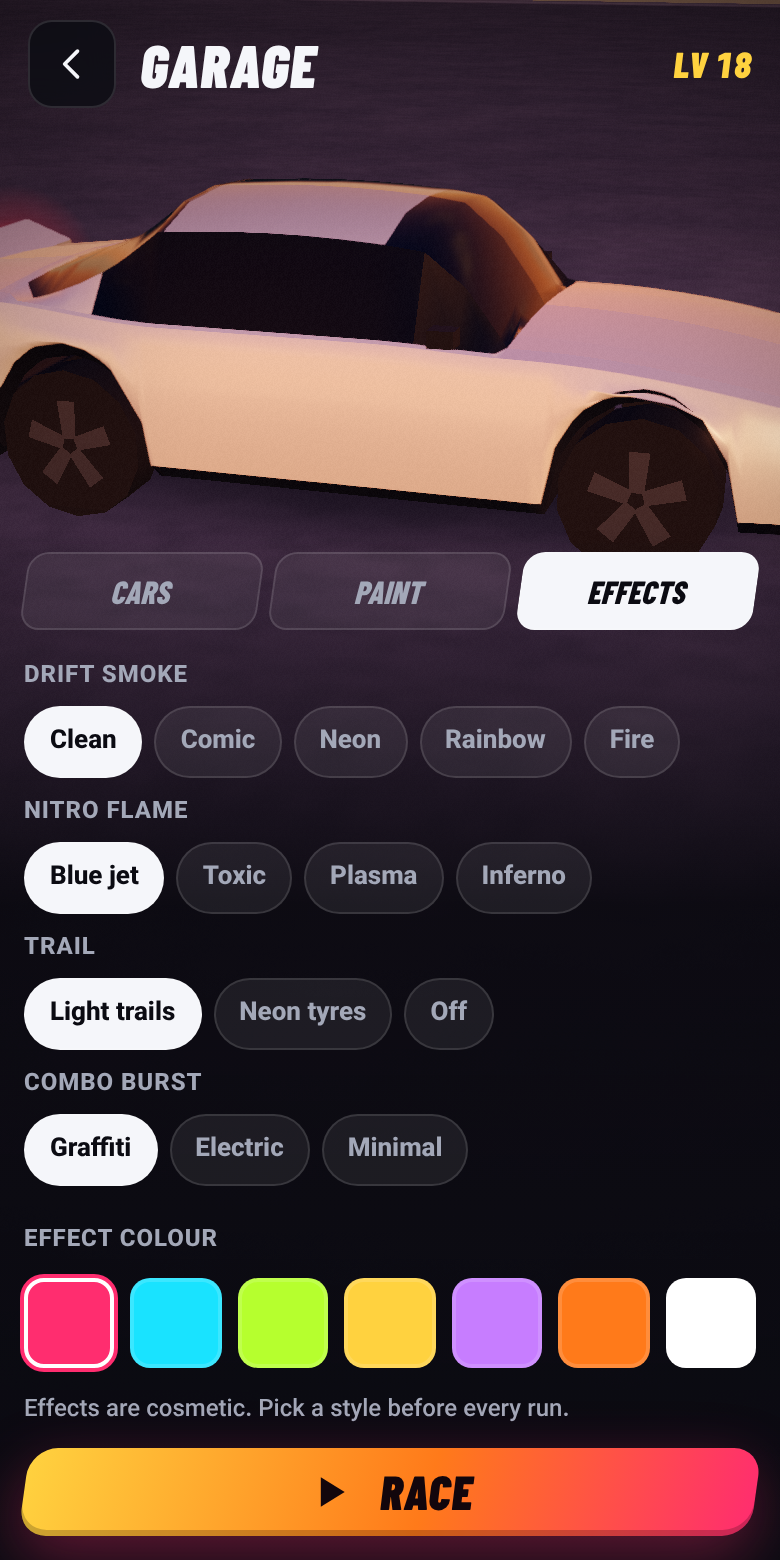 GARAGE
LV 18
CARS
PAINT
EFFECTS
DRIFT SMOKE
Clean
Comic
Neon
Rainbow
Fire
NITRO FLAME
Blue jet
Toxic
Plasma
Inferno
TRAIL
Light trails
Neon tyres
Off
COMBO BURST
Graffiti
Electric
Minimal
EFFECT COLOUR
Effects are cosmetic. Pick a style before every run.
RACE